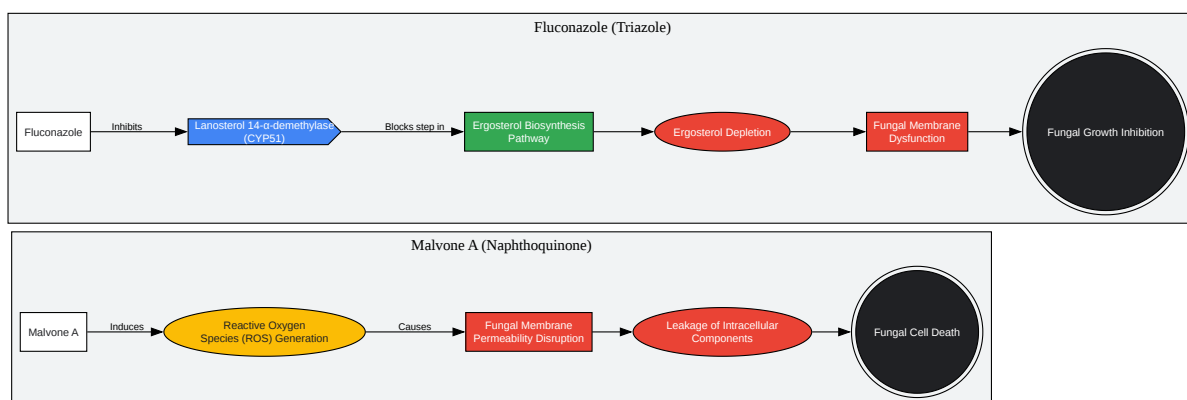 Fluconazole (Triazole)
Fluconazole
Inhibits
Lanosterol 14-α-demethylase
(CYP51)
Blocks step in
Ergosterol Biosynthesis
Pathway
Ergosterol Depletion
Fungal Membrane
Dysfunction
Fungal Growth Inhibition
Malvone A (Naphthoquinone)
Malvone A
Induces
Reactive Oxygen
Species (ROS) Generation
Causes
Fungal Membrane
Permeability Disruption
Leakage of Intracellular
Components
Fungal Cell Death